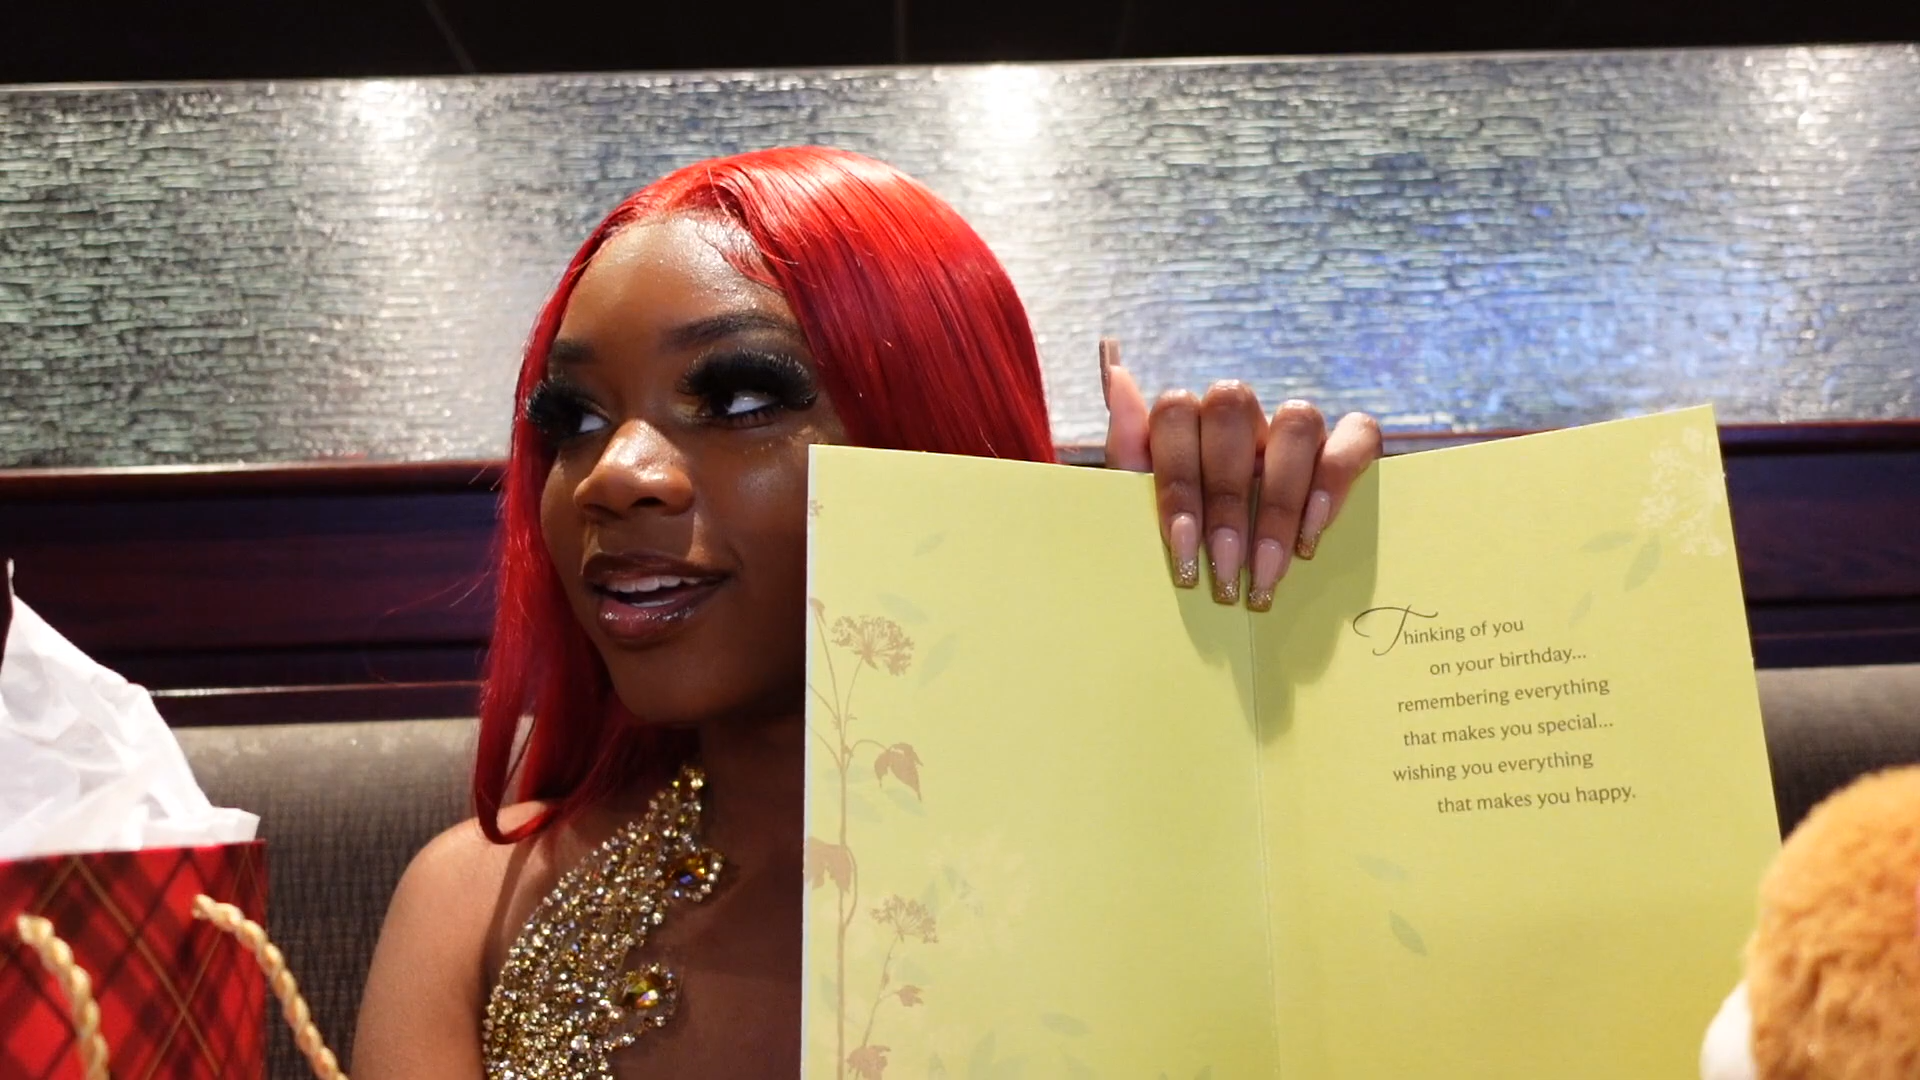 Thinking of you
on your birthday...
remembering everything
that makes you special...
wishing you everything
that makes you happy.